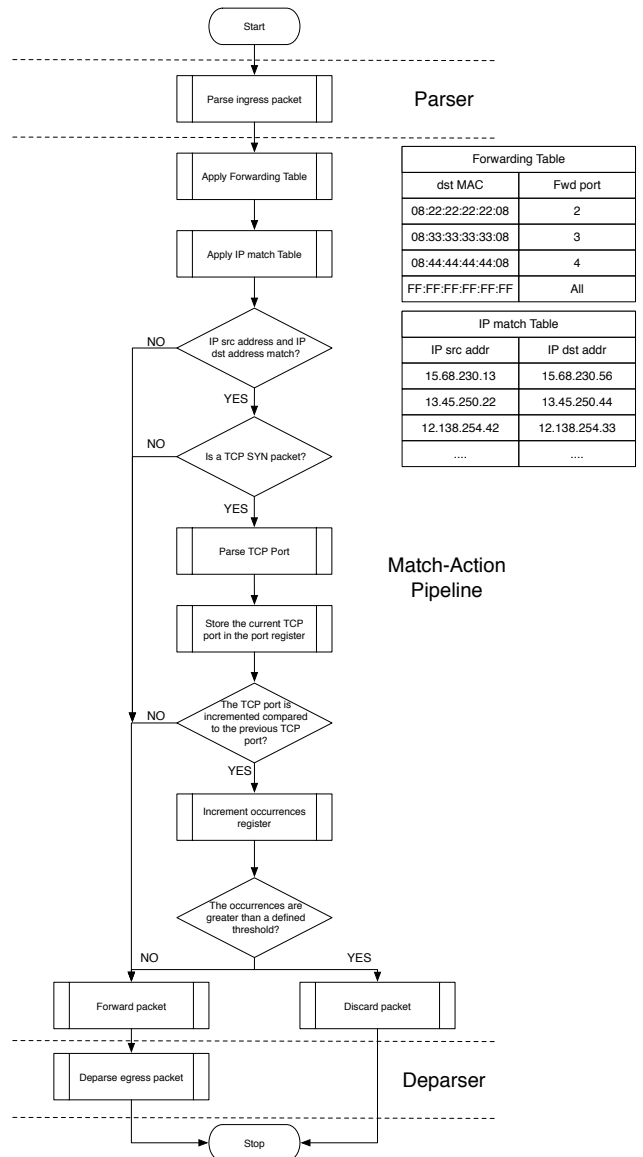 Start
Parse ingress packet
Parser
Apply Forwarding Table
Apply IP match Table
Forwarding Table
dst MAC Fwd port
08:22:22:22:22:08 2
08:33:33:33:33:08 3
08:44:44:44:44:08 4
FF:FF:FF:FF:FF:FF All
IP match Table
IP src addr IP dst addr
15.68.230.13 15.68.230.56
13.45.250.22 13.45.250.44
12.138.254.42 12.138.254.33
.... ....
IP src address and IP
dst address match?
NO
YES
Is a TCP SYN packet?
NO
YES
Parse TCP Port
Match-Action
Pipeline
Store the current TCP
port in the port register
The TCP port is
incremented compared
to the previous TCP
port?
NO
YES
Increment occurrences
register
The occurrences are
greater than a defined
threshold?
NO
YES
Forward packet
Discard packet
Deparse egress packet
Deparser
Stop